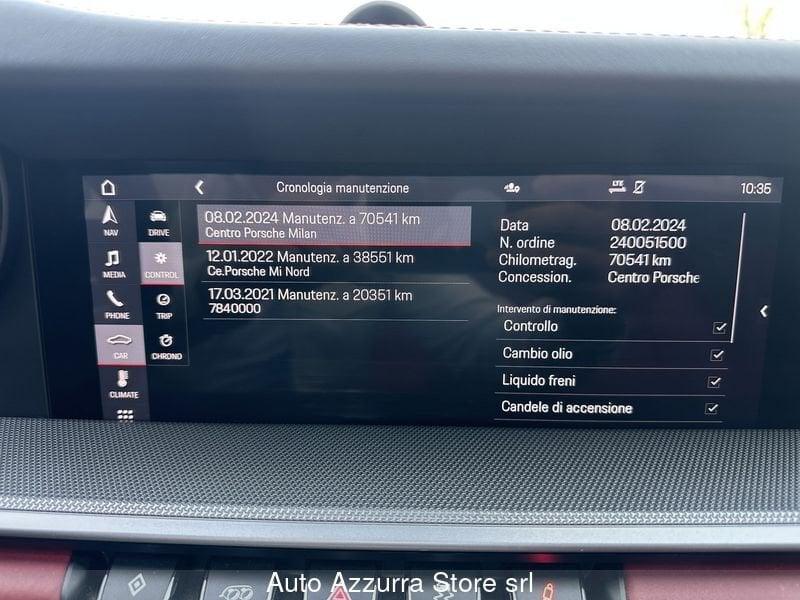 Cronologia manutenzione
LTE
10:35
NAV
MEDIA
PHONE
CAR
CLIMATE
DRIVE
CONTROL
TRIP
CHRONO
08.02.2024 Manutenz. a 70541 km
Centro Porsche Milan
12.01.2022 Manutenz. a 38551 km
Ce.Porsche Mi Nord
17.03.2021 Manutenz. a 20351 km
7840000
Data 08.02.2024
N. ordine 240051500
Chilometrag. 70541 km
Concession. Centro Porsche
Intervento di manutenzione:
Controllo
Cambio olio
Liquido freni
Candele di accensione
Auto Azzurra Store srl